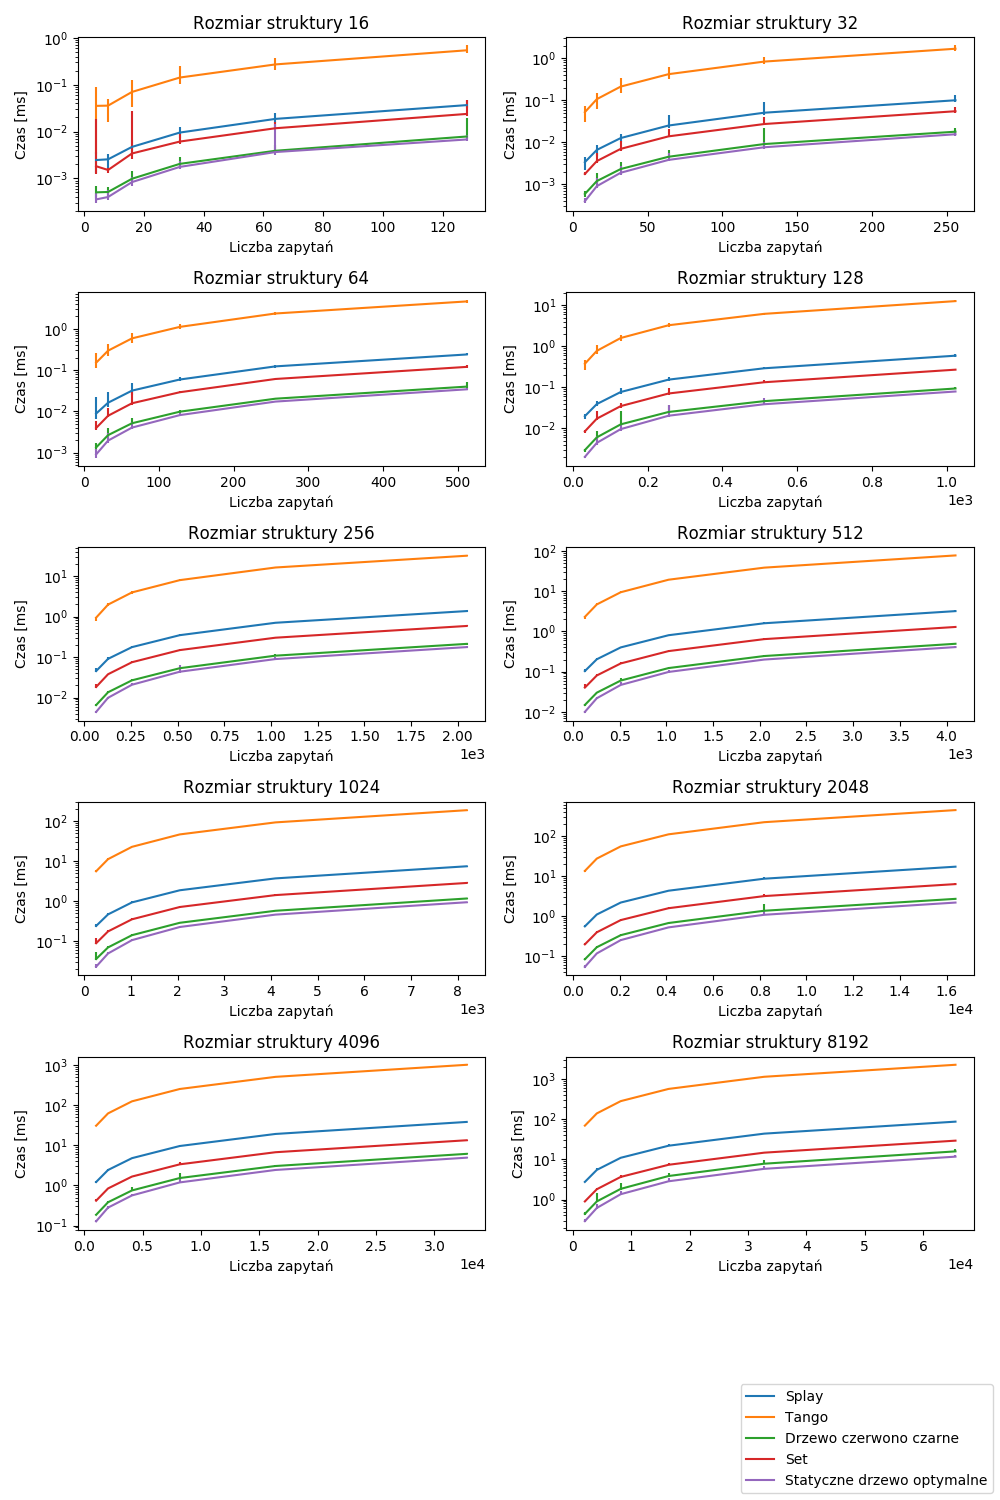 Rozmiar struktury 16
10⁰
10⁻¹
10⁻²
10⁻³
Czas [ms]
0 20 40 60 80 100 120
Liczba zapytań
Rozmiar struktury 32
10⁰
10⁻¹
10⁻²
10⁻³
Czas [ms]
0 50 100 150 200 250
Liczba zapytań
Rozmiar struktury 64
10⁰
10⁻¹
10⁻²
10⁻³
Czas [ms]
0 100 200 300 400 500
Liczba zapytań
Rozmiar struktury 128
10¹
10⁰
10⁻¹
10⁻²
Czas [ms]
0.0 0.2 0.4 0.6 0.8 1.0
1e3
Liczba zapytań
Rozmiar struktury 256
10¹
10⁰
10⁻¹
10⁻²
Czas [ms]
0.00 0.25 0.50 0.75 1.00 1.25 1.50 1.75 2.00
1e3
Liczba zapytań
Rozmiar struktury 512
10²
10¹
10⁰
10⁻¹
10⁻²
Czas [ms]
0.0 0.5 1.0 1.5 2.0 2.5 3.0 3.5 4.0
1e3
Liczba zapytań
Rozmiar struktury 1024
10²
10¹
10⁰
10⁻¹
Czas [ms]
0 1 2 3 4 5 6 7 8
1e3
Liczba zapytań
Rozmiar struktury 2048
10²
10¹
10⁰
10⁻¹
Czas [ms]
0.0 0.2 0.4 0.6 0.8 1.0 1.2 1.4 1.6
1e4
Liczba zapytań
Rozmiar struktury 4096
10³
10²
10¹
10⁰
10⁻¹
Czas [ms]
0.0 0.5 1.0 1.5 2.0 2.5 3.0
1e4
Liczba zapytań
Rozmiar struktury 8192
10³
10²
10¹
10⁰
Czas [ms]
0 1 2 3 4 5 6
1e4
Liczba zapytań
Splay
Tango
Drzewo czerwono czarne
Set
Statyczne drzewo optymalne